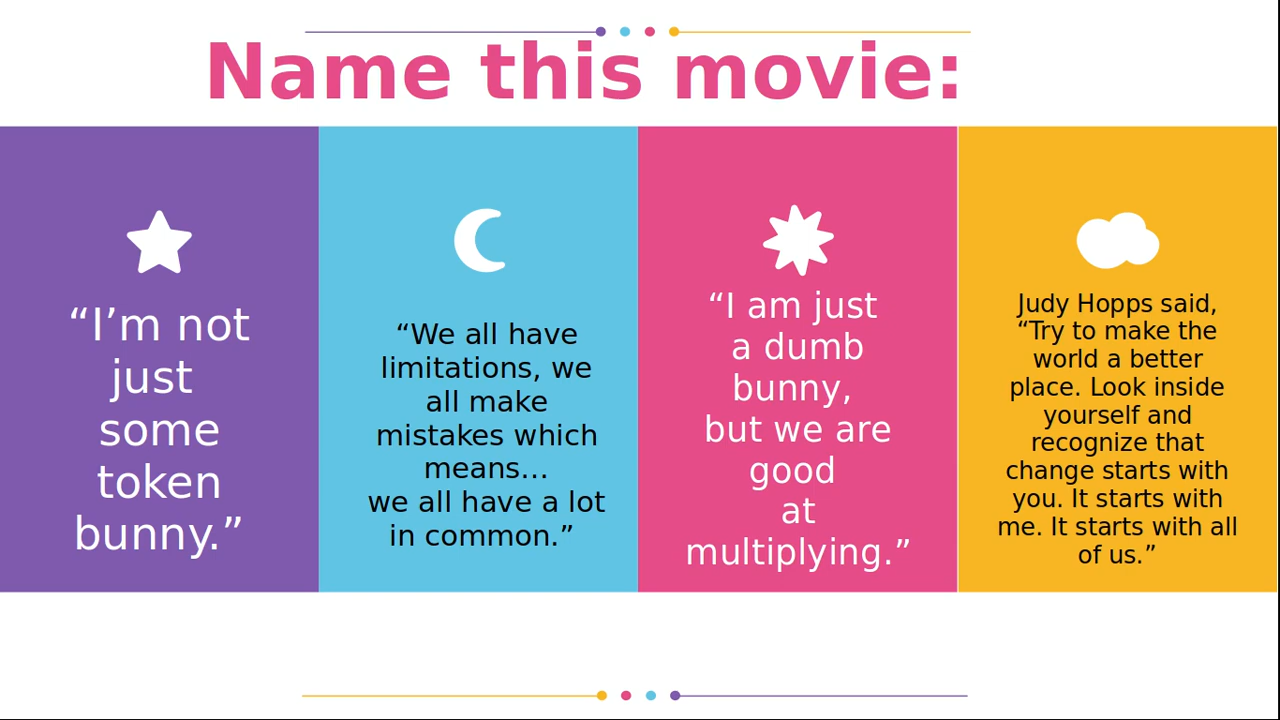 Name this movie:
“I’m not
just
some
token
bunny.”
“We all have
limitations, we
all make
mistakes which
means...
we all have a lot
in common.”
“I am just
a dumb
bunny,
but we are
good
at
multiplying.”
Judy Hopps said,
“Try to make the
world a better
place. Look inside
yourself and
recognize that
change starts with
you. It starts with
me. It starts with all
of us.”